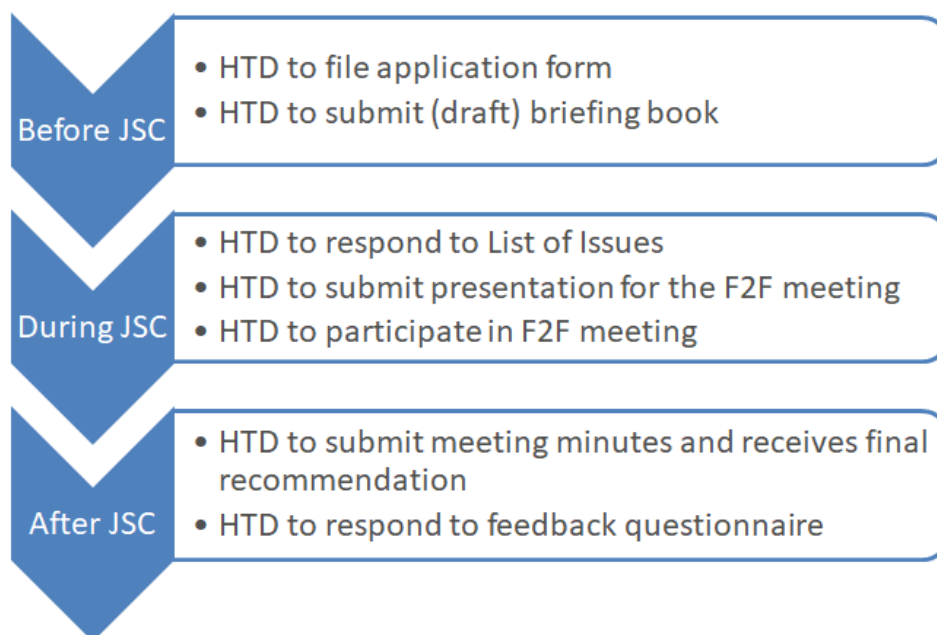 Before JSC
• HTD to file application form
• HTD to submit (draft) briefing book
During JSC
• HTD to respond to List of Issues
• HTD to submit presentation for the F2F meeting
• HTD to participate in F2F meeting
After JSC
• HTD to submit meeting minutes and receives final
recommendation
• HTD to respond to feedback questionnaire